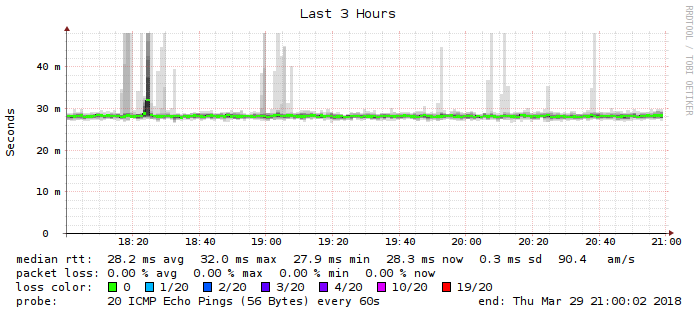 Last 3 Hours
RRDTOOL / TOBI OETIKER
Seconds
40 m
30 m
20 m
10 m
0
18:20 18:40 19:00 19:20 19:40 20:00 20:20 20:40 21:00
median rtt: 28.2 ms avg 32.0 ms max 27.9 ms min 28.3 ms now 0.3 ms sd 90.4 am/s
packet loss: 0.00 % avg 0.00 % max 0.00 % min 0.00 % now
loss color: 0 1/20 2/20 3/20 4/20 10/20 19/20
probe: 20 ICMP Echo Pings (56 Bytes) every 60s end: Thu Mar 29 21:00:02 2018